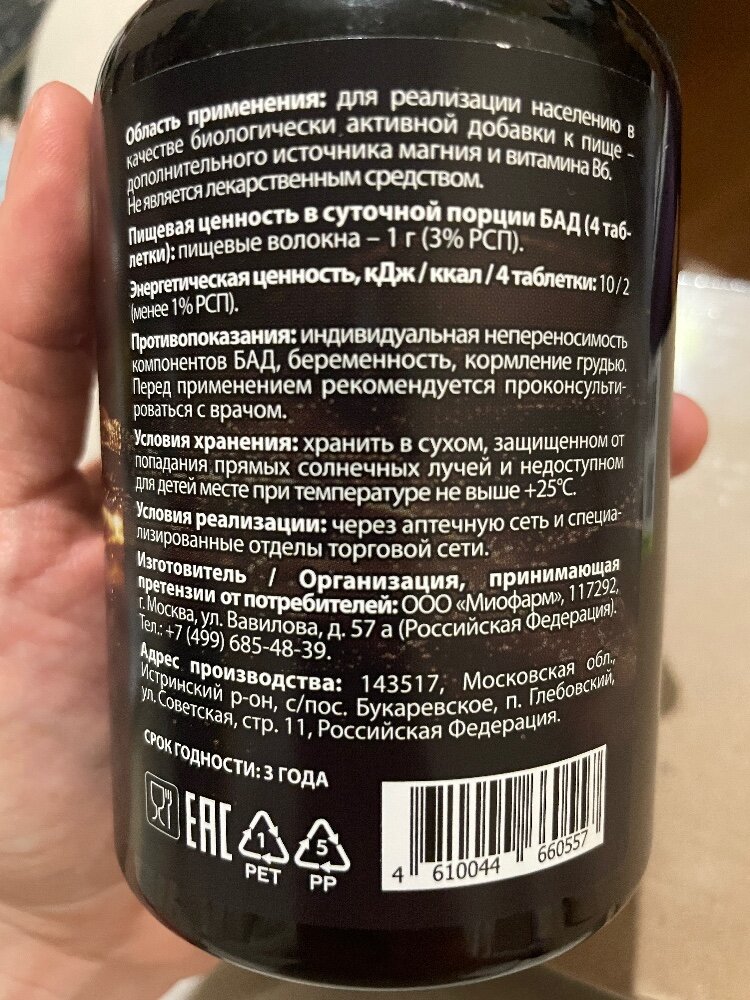 Область применения: для реализации населению в
качестве биологически активной добавки к пище –
дополнительного источника магния и витамина В6.
Не является лекарственным средством.
Пищевая ценность в суточной порции БАД (4 таб-
летки): пищевые волокна – 1 г (3% РСП).
Энергетическая ценность, кДж / ккал / 4 таблетки: 10 / 2
(менее 1% РСП).
Противопоказания: индивидуальная непереносимость
компонентов БАД, беременность, кормление грудью.
Перед применением рекомендуется проконсульти-
роваться с врачом.
Условия хранения: хранить в сухом, защищенном от
попадания прямых солнечных лучей и недоступном
для детей месте при температуре не выше +25°C.
Условия реализации: через аптечную сеть и специа-
лизированные отделы торговой сети.
Изготовитель / Организация, принимающая
претензии от потребителей: ООО «Миофарм», 117292,
г. Москва, ул. Вавилова, д. 57 а (Российская Федерация).
Тел.: +7 (499) 685-48-39.
Адрес производства: 143517, Московская обл.,
Истринский р-он, с/пос. Букаревское, п. Глебовский,
ул. Советская, стр. 11, Российская Федерация.
СРОК ГОДНОСТИ: 3 ГОДА
EAC
1
PET
5
PP
4 610044 660557